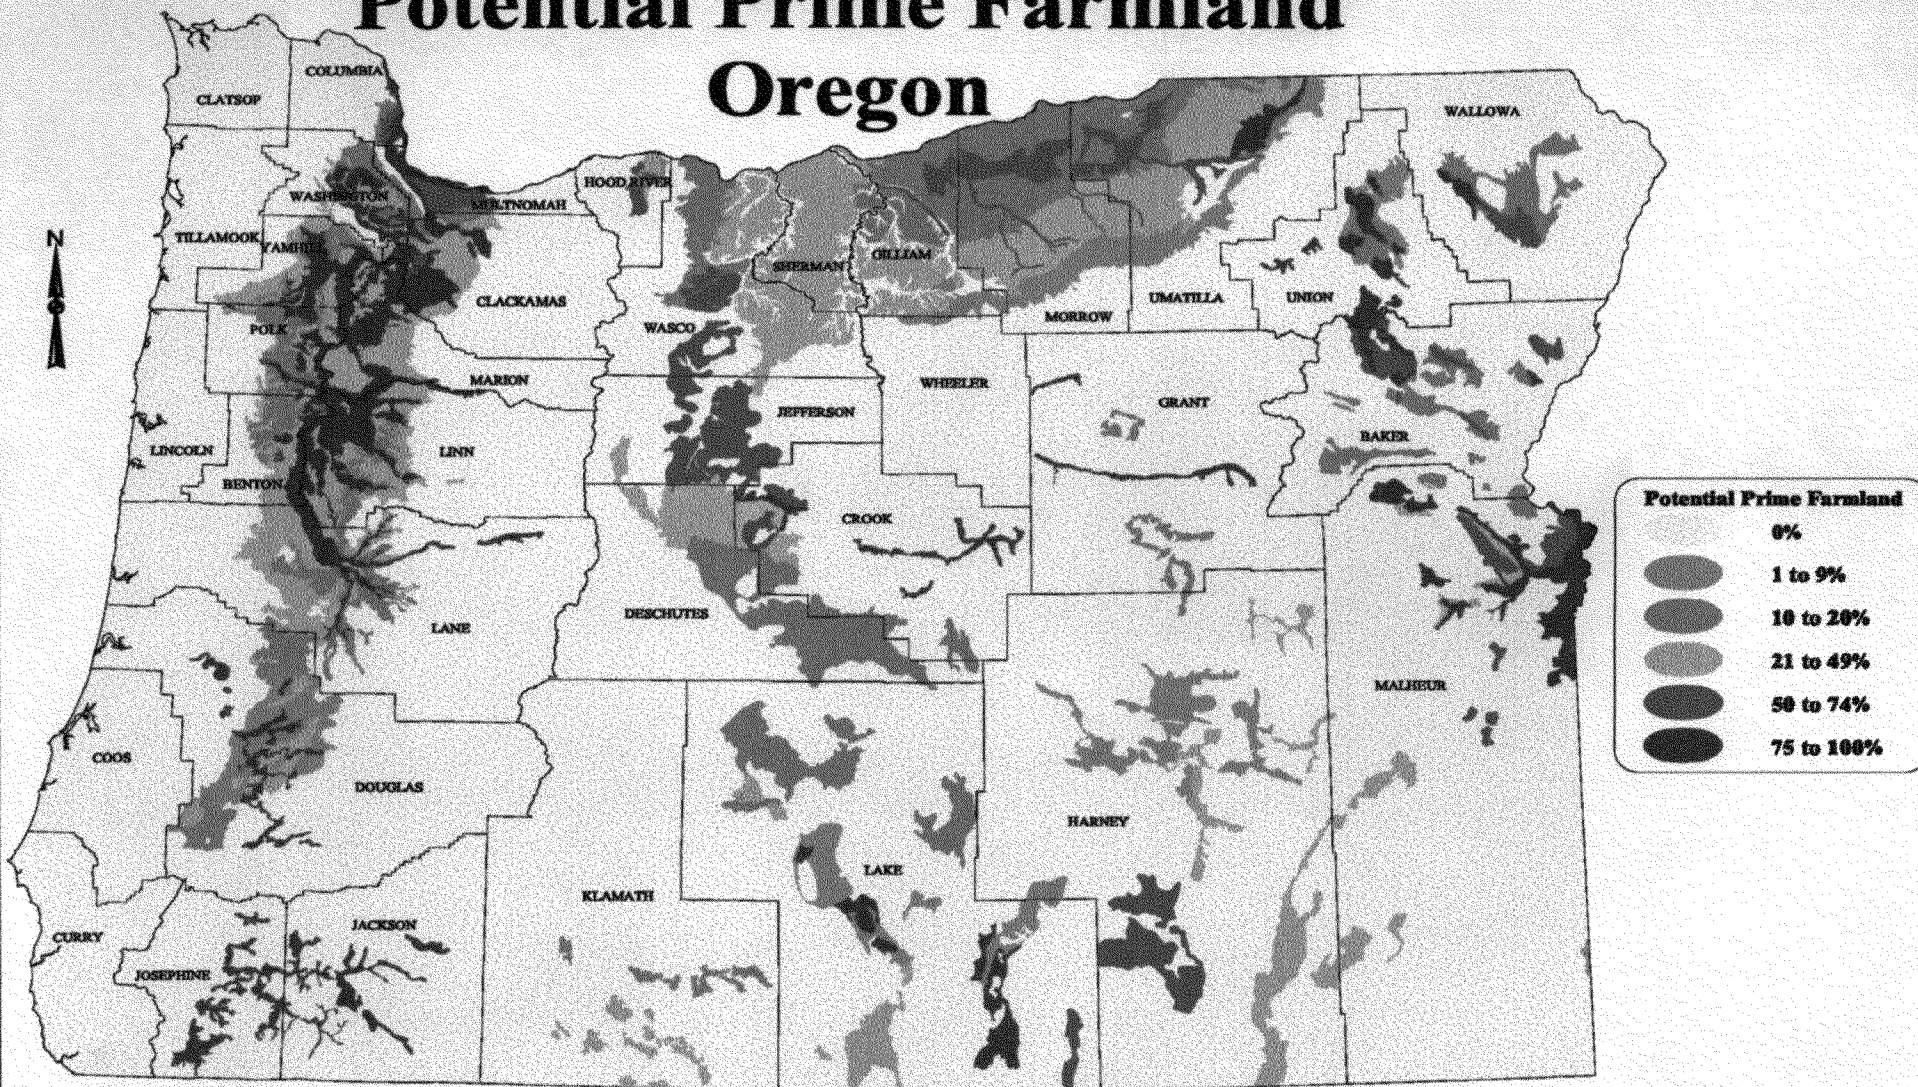 Potential Prime Farmland
Oregon
N
COLUMBIA
CLATSOP
WALLOWA
HOOD RIVER
WASHINGTON
MULTNOMAH
TILLAMOOK
YAMHILL
GILLIAM
SHERMAN
CLACKAMAS
UMATILLA
UNION
MORROW
POLK
WASCO
MARION
WHEELER
GRANT
JEFFERSON
BAKER
LINCOLN
LINN
BENTON
CROOK
DESCHUTES
LANE
MALHEUR
COOS
DOUGLAS
HARNEY
LAKE
KLAMATH
JACKSON
CURRY
JOSEPHINE
Potential Prime Farmland
0%
1 to 9%
10 to 20%
21 to 49%
50 to 74%
75 to 100%